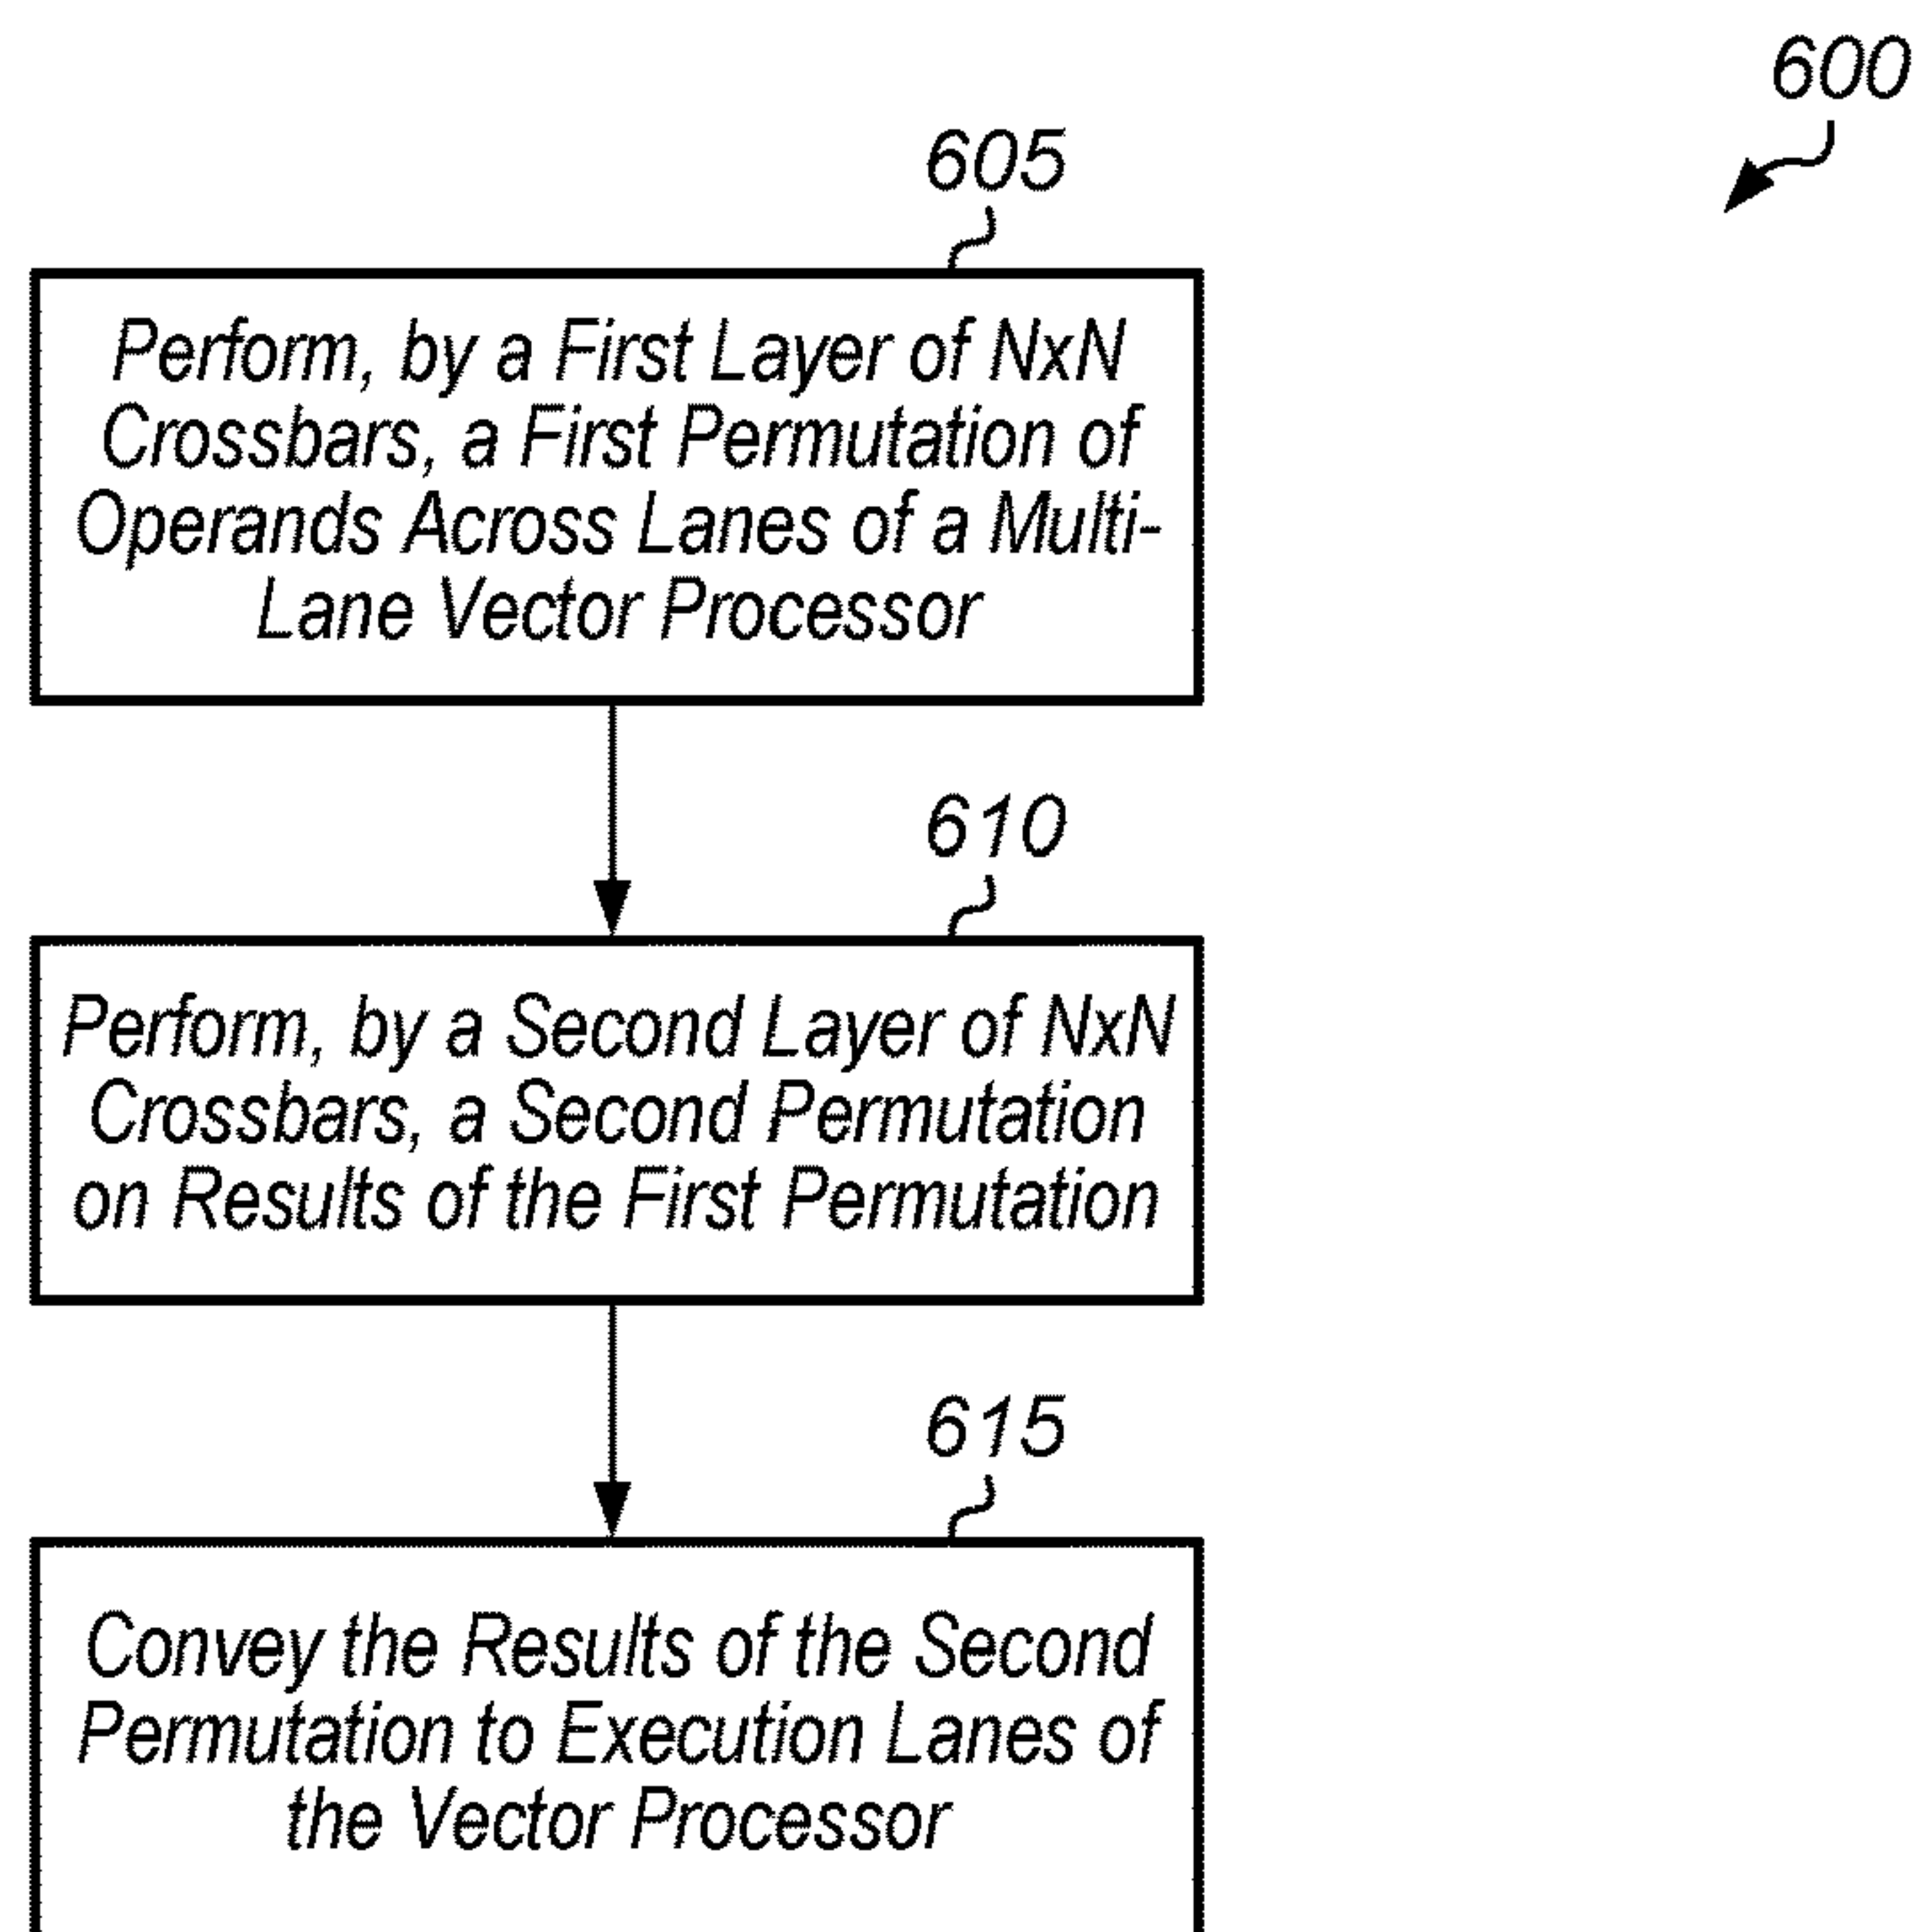 600
605
Perform, by a First Layer of NxN
Crossbars, a First Permutation of
Operands Across Lanes of a Multi-
Lane Vector Processor
610
Perform, by a Second Layer of NxN
Crossbars, a Second Permutation
on Results of the First Permutation
615
Convey the Results of the Second
Permutation to Execution Lanes of
the Vector Processor